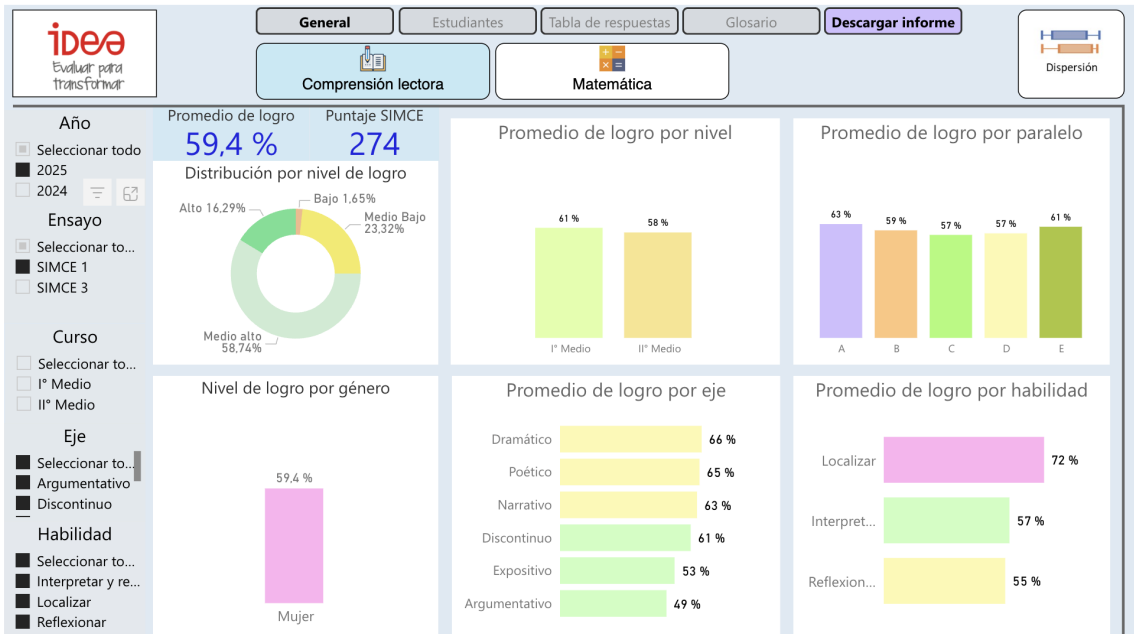 idea
Evaluar para
transformar
General
Estudiantes
Tabla de respuestas
Glosario
Descargar informe
Comprensión lectora
Matemática
Dispersión
Año
Seleccionar todo
2025
2024
Ensayo
Seleccionar to...
SIMCE 1
SIMCE 3
Curso
Seleccionar to...
I° Medio
II° Medio
Eje
Seleccionar to...
Argumentativo
Discontinuo
Habilidad
Seleccionar to...
Interpretar y re...
Localizar
Reflexionar
Promedio de logro
59,4 %
Puntaje SIMCE
274
Distribución por nivel de logro
Alto 16,29%
Bajo 1,65%
Medio Bajo
23,32%
Medio alto
58,74%
Promedio de logro por nivel
61 %
58 %
I° Medio
II° Medio
Promedio de logro por paralelo
63 %
59 %
57 %
57 %
61 %
A
B
C
D
E
Nivel de logro por género
59,4 %
Mujer
Promedio de logro por eje
Dramático 66 %
Poético 65 %
Narrativo 63 %
Discontinuo 61 %
Expositivo 53 %
Argumentativo 49 %
Promedio de logro por habilidad
Localizar 72 %
Interpret... 57 %
Reflexion... 55 %